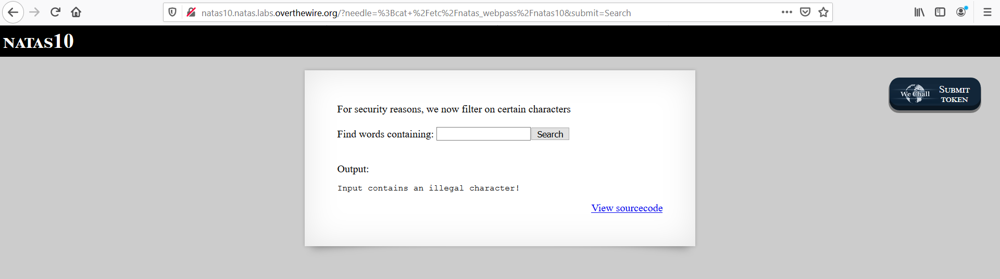 natas10.natas.labs.overthewire.org/?needle=%3Bcat+%2Fetc%2Fnatas_webpass%2Fnatas10&submit=Search
NATAS10
We Chall
SUBMIT
TOKEN
For security reasons, we now filter on certain characters
Find words containing: Search
Output:
Input contains an illegal character!
View sourcecode